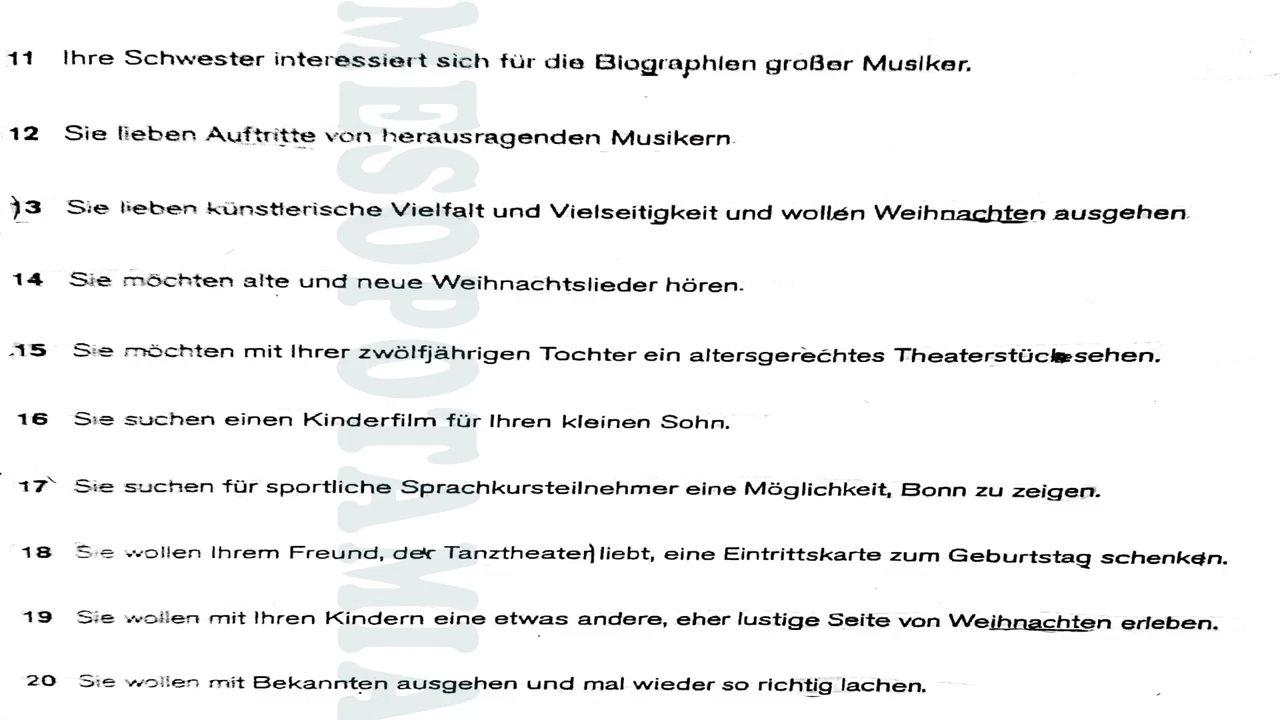 11 Ihre Schwester interessiert sich für die Biographien großer Musiker.
12 Sie lieben Auftritte von herausragenden Musikern.
13 Sie lieben künstlerische Vielfalt und Vielseitigkeit und wollen Weihnachten ausgehen.
14 Sie möchten alte und neue Weihnachtslieder hören.
15 Sie möchten mit Ihrer zwölfjährigen Tochter ein altersgerechtes Theaterstück sehen.
16 Sie suchen einen Kinderfilm für Ihren kleinen Sohn.
17 Sie suchen für sportliche Sprachkursteilnehmer eine Möglichkeit, Bonn zu zeigen.
18 Sie wollen Ihrem Freund, der Tanztheater liebt, eine Eintrittskarte zum Geburtstag schenken.
19 Sie wollen mit Ihren Kindern eine etwas andere, eher lustige Seite von Weihnachten erleben.
20 Sie wollen mit Bekannten ausgehen und mal wieder so richtig lachen.
MESOPOTAMIA